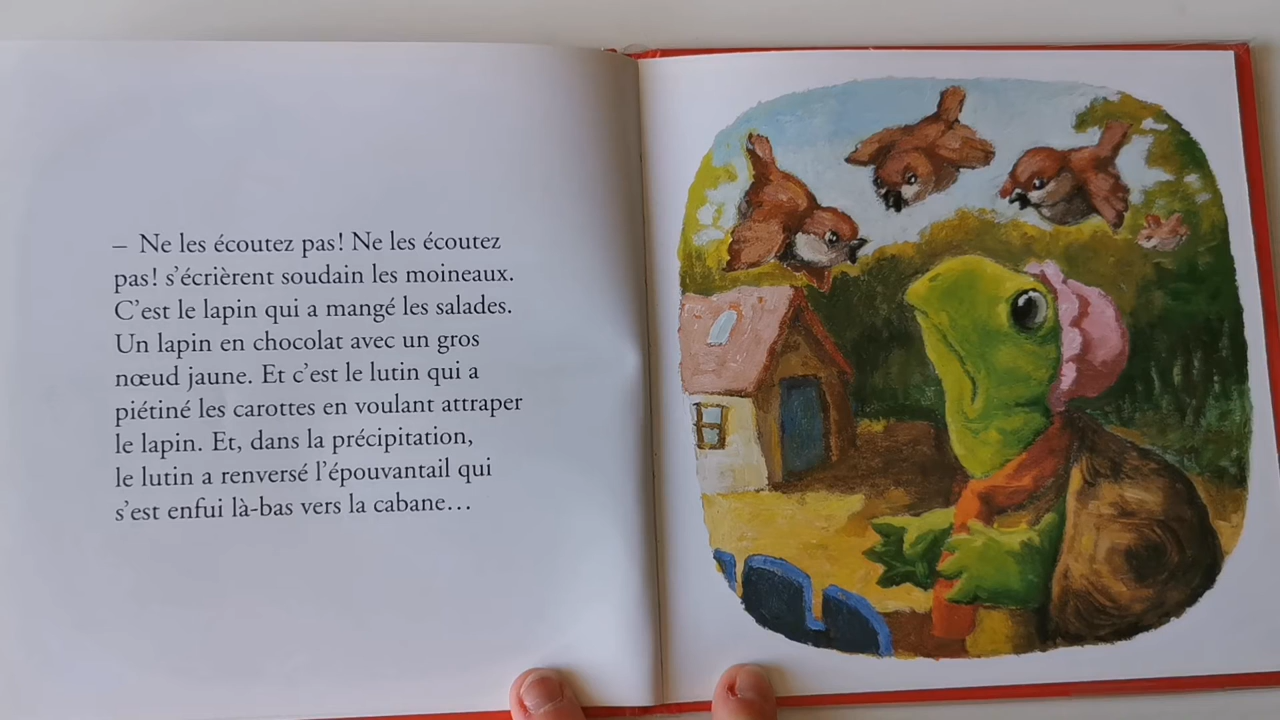 – Ne les écoutez pas ! Ne les écoutez
pas ! s’écrièrent soudain les moineaux.
C’est le lapin qui a mangé les salades.
Un lapin en chocolat avec un gros
nœud jaune. Et c’est le lutin qui a
piétiné les carottes en voulant attraper
le lapin. Et, dans la précipitation,
le lutin a renversé l’épouvantail qui
s’est enfui là-bas vers la cabane…